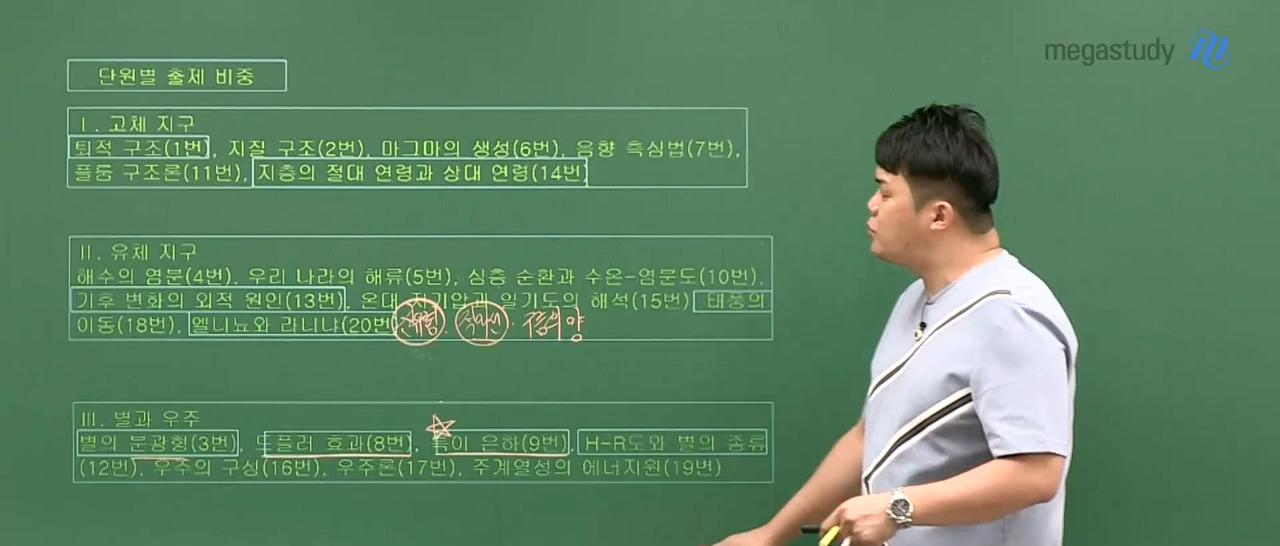 megastudy
단원별 출제 비중
Ⅰ. 고체 지구
퇴적 구조(1번), 지질 구조(2번), 마그마의 생성(6번), 음향 측심법(7번),
플룸 구조론(11번), 지층의 절대 연령과 상대 연령(14번)
Ⅱ. 유체 지구
해수의 염분(4번), 우리 나라의 해류(5번), 심층 순환과 수온-염분도(10번),
기후 변화의 외적 원인(13번), 온대 저기압과 일기도의 해석(15번) 태풍의
이동(18번), 엘니뇨와 라니냐(20번 적외선 구름의 양
Ⅲ. 별과 우주
별의 분광형(3번), 도플러 효과(8번), 특이 은하(9번), H-R도와 별의 종류
(12번), 우주의 구성(16번), 우주론(17번), 주계열성의 에너지원(19번)